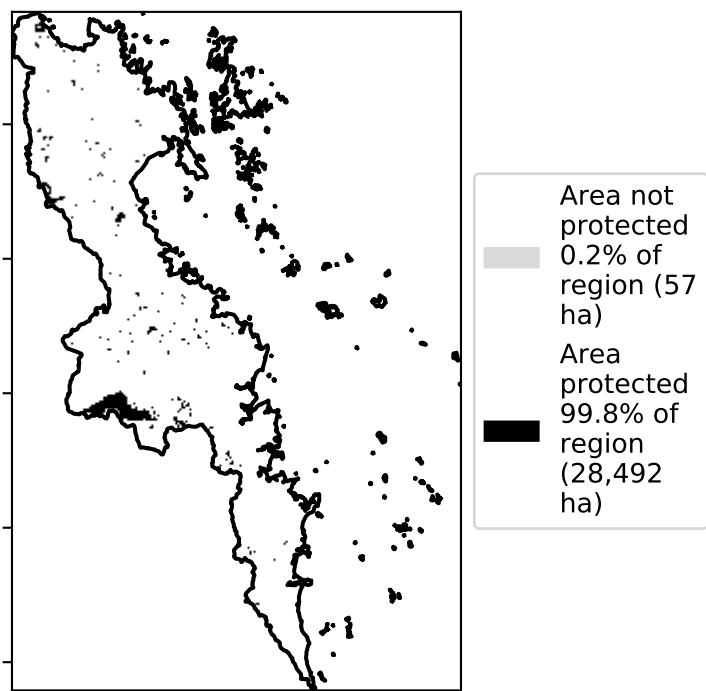 Area not
protected
0.2% of
region (57
ha)
Area
protected
99.8% of
region
(28,492
ha)